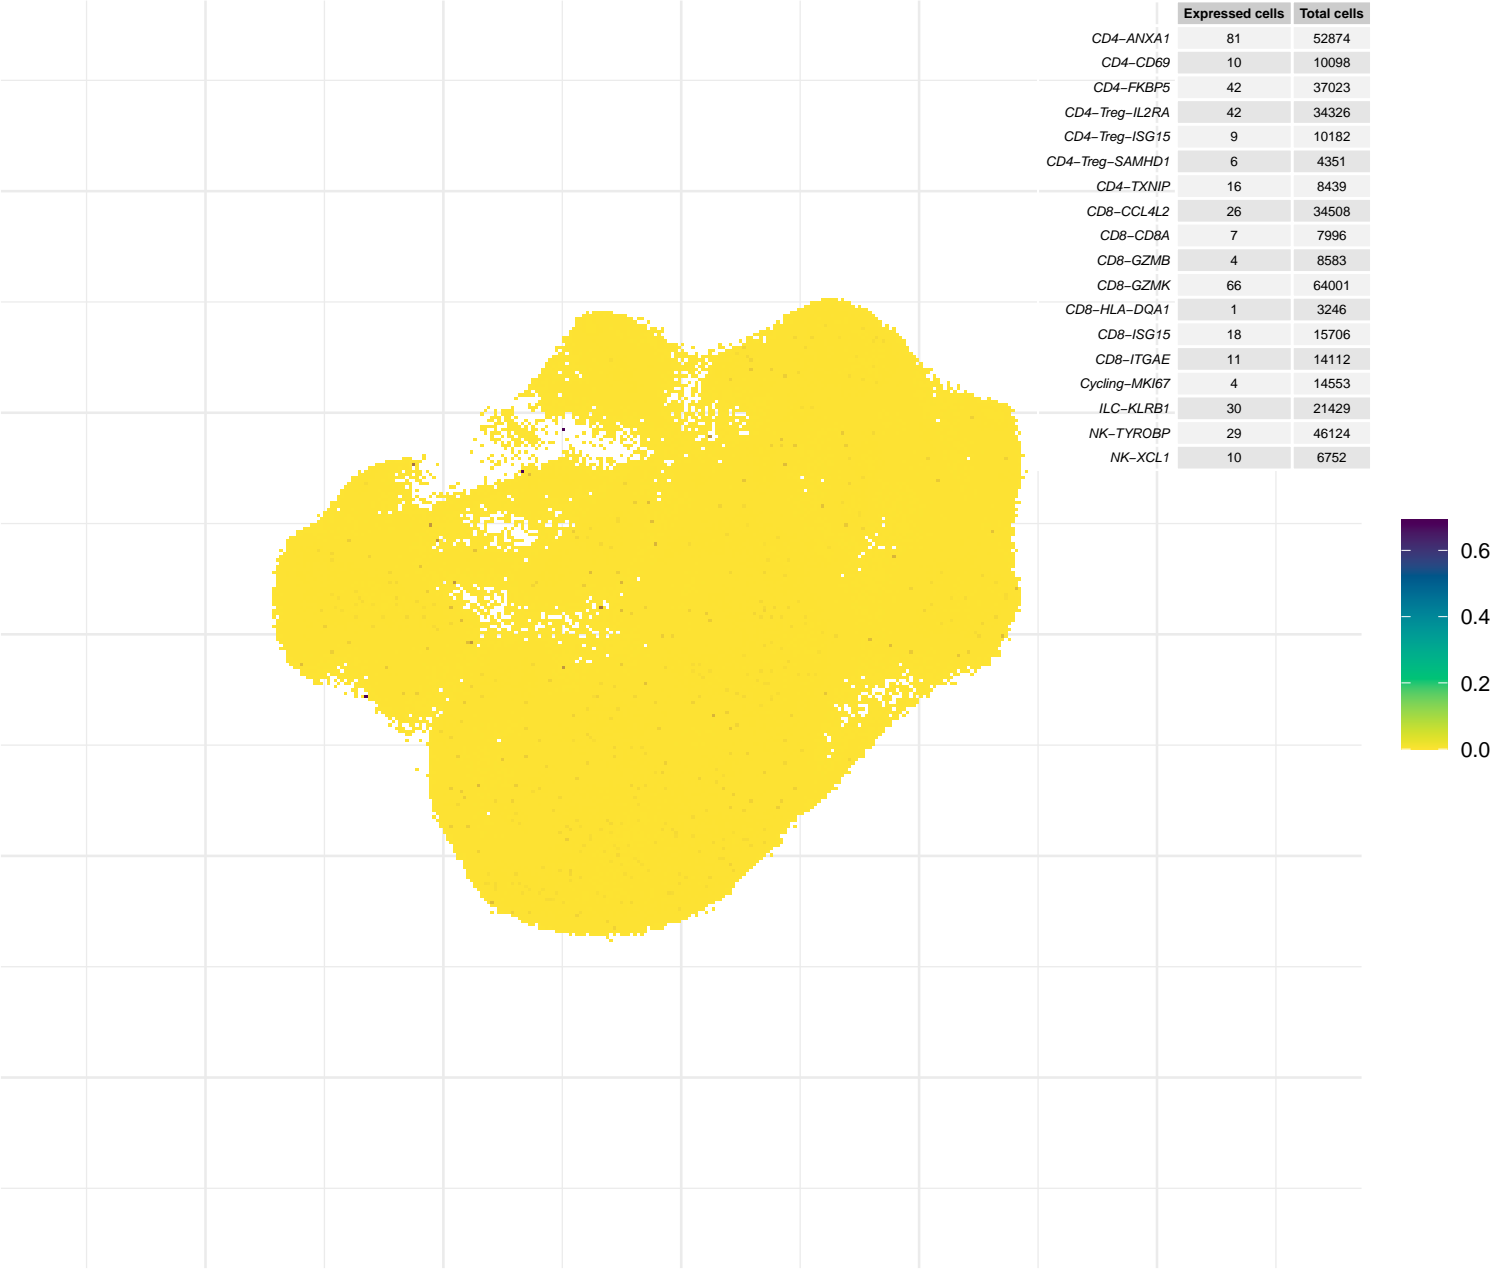 Expressed cells Total cells
CD4−ANXA1 81 52874
CD4−CD69 10 10098
CD4−FKBP5 42 37023
CD4−Treg−IL2RA 42 34326
CD4−Treg−ISG15 9 10182
CD4−Treg−SAMHD1 6 4351
CD4−TXNIP 16 8439
CD8−CCL4L2 26 34508
CD8−CD8A 7 7996
CD8−GZMB 4 8583
CD8−GZMK 66 64001
CD8−HLA−DQA1 1 3246
CD8−ISG15 18 15706
CD8−ITGAE 11 14112
Cycling−MKI67 4 14553
ILC−KLRB1 30 21429
NK−TYROBP 29 46124
NK−XCL1 10 6752
0.6
0.4
0.2
0.0